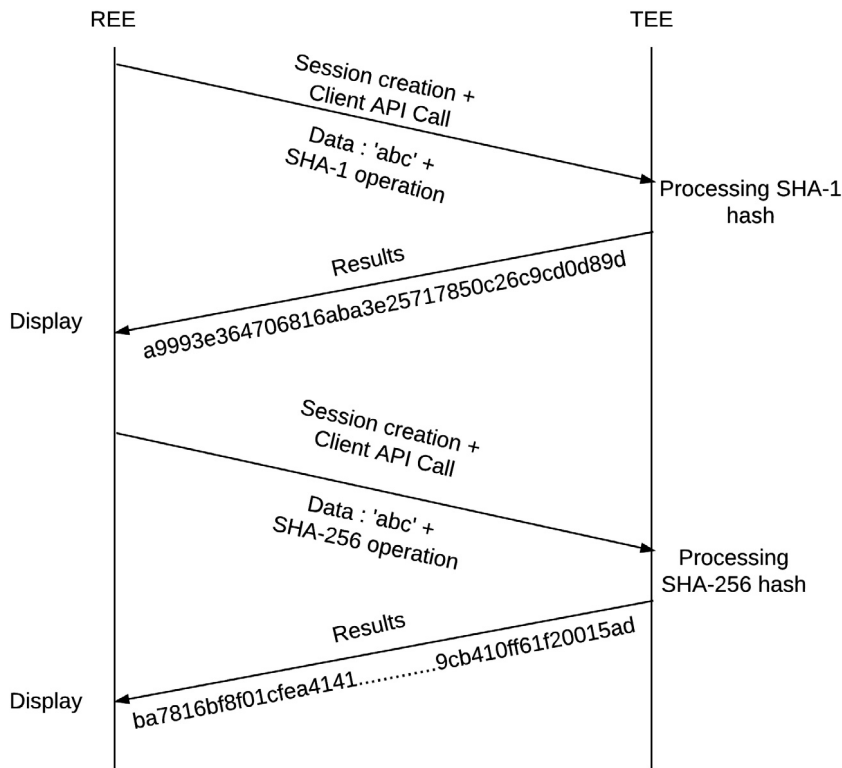 REE
TEE
Session creation +
Client API Call
Data : 'abc' +
SHA-1 operation
Processing SHA-1
hash
Results
a9993e364706816aba3e25717850c26c9cd0d89d
Display
Session creation +
Client API Call
Data : 'abc' +
SHA-256 operation
Processing
SHA-256 hash
Results
ba7816bf8f01cfea4141............9cb410ff61f20015ad
Display